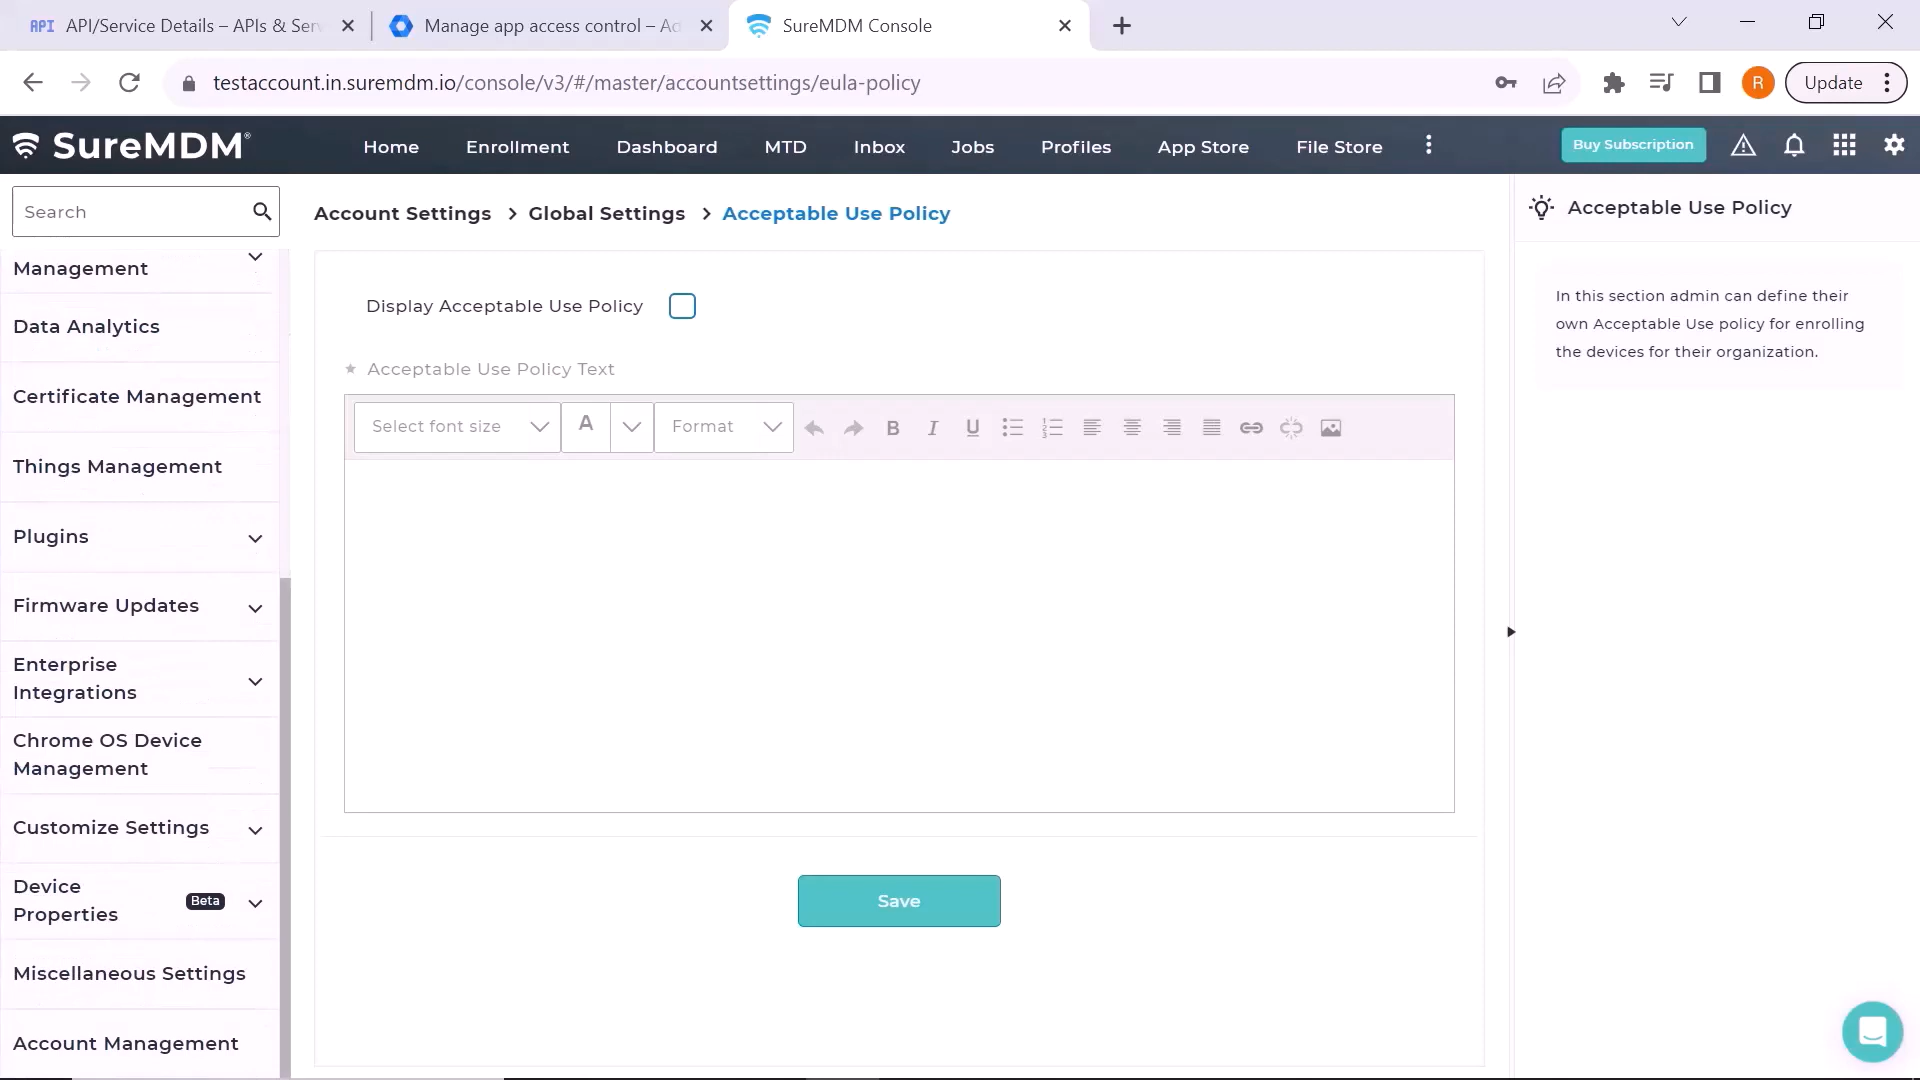 API API/Service Details – APIs & Serv
Manage app access control – Ad
SureMDM Console
testaccount.in.suremdm.io/console/v3/#/master/accountsettings/eula-policy
R
Update
SureMDM®
Home
Enrollment
Dashboard
MTD
Inbox
Jobs
Profiles
App Store
File Store
Buy Subscription
Search
Management
Data Analytics
Certificate Management
Things Management
Plugins
Firmware Updates
Enterprise
Integrations
Chrome OS Device
Management
Customize Settings
Device
Properties
Beta
Miscellaneous Settings
Account Management
Account Settings > Global Settings > Acceptable Use Policy
Display Acceptable Use Policy
* Acceptable Use Policy Text
Select font size
A
Format
B
I
U
Save
Acceptable Use Policy
In this section admin can define their
own Acceptable Use policy for enrolling
the devices for their organization.